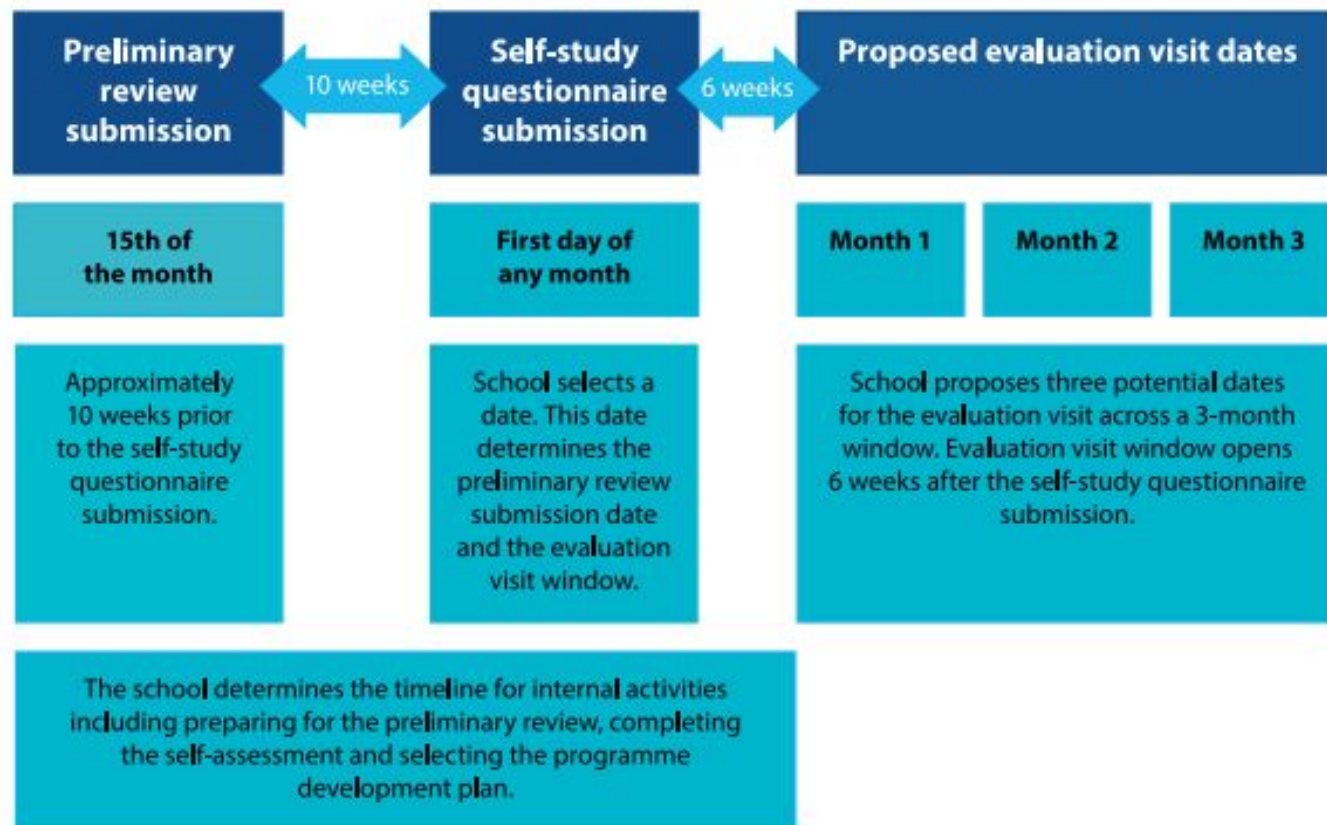 Preliminary
review
submission
10 weeks
Self-study
questionnaire
submission
6 weeks
Proposed evaluation visit dates
15th of
the month
First day of
any month
Month 1
Month 2
Month 3
Approximately
10 weeks prior
to the self-study
questionnaire
submission.
School selects a
date. This date
determines the
preliminary review
submission date
and the evaluation
visit window.
School proposes three potential dates
for the evaluation visit across a 3-month
window. Evaluation visit window opens
6 weeks after the self-study questionnaire
submission.
The school determines the timeline for internal activities
including preparing for the preliminary review, completing
the self-assessment and selecting the programme
development plan.